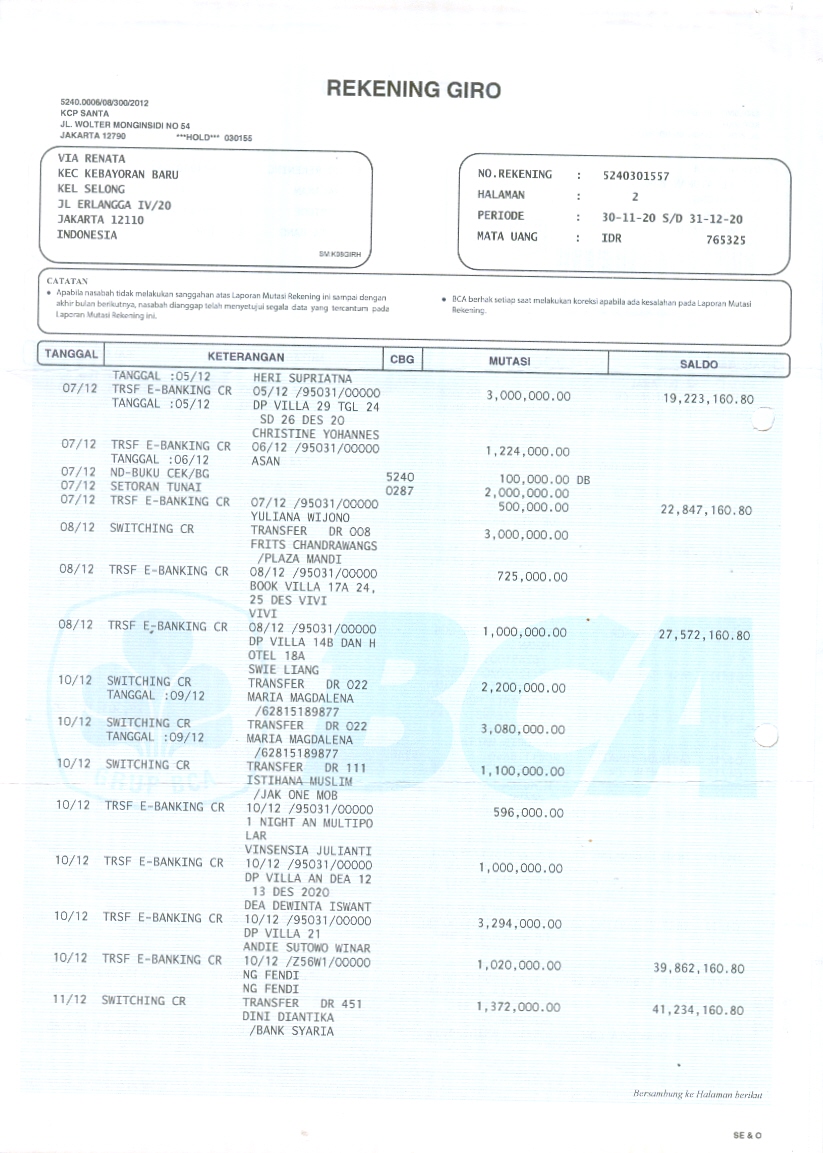 REKENING GIRO
5240.0006/08/300/2012
KCP SANTA
JL. WOLTER MONGINSIDI NO 54
JAKARTA 12790 ***HOLD*** 030155
VIA RENATA
KEC KEBAYORAN BARU
KEL SELONG
JL ERLANGGA IV/20
JAKARTA 12110
INDONESIA
NO.REKENING : 5240301557
HALAMAN : 2
PERIODE : 30-11-20 S/D 31-12-20
MATA UANG : IDR 765325
CATATAN
• Apabila nasabah tidak melakukan sanggahan atas Laporan Mutasi Rekening ini sampai dengan
akhir bulan berikutnya, nasabah dianggap telah menyetujui segala data yang tercantum pada
Laporan Mutasi Rekening ini.
• BCA berhak setiap saat melakukan koreksi apabila ada kesalahan pada Laporan Mutasi
Rekening.
TANGGAL KETERANGAN CBG MUTASI SALDO
TANGGAL :05/12 HERI SUPRIATNA
07/12 TRSF E-BANKING CR 05/12 /95031/00000 3,000,000.00 19,223,160.80
TANGGAL :05/12 DP VILLA 29 TGL 24
SD 26 DES 20
CHRISTINE YOHANNES
07/12 TRSF E-BANKING CR 06/12 /95031/00000 1,224,000.00
TANGGAL :06/12 ASAN
07/12 ND-BUKU CEK/BG 5240 100,000.00 DB
07/12 SETORAN TUNAI 0287 2,000,000.00
07/12 TRSF E-BANKING CR 07/12 /95031/00000 500,000.00 22,847,160.80
YULIANA WIJONO
08/12 SWITCHING CR TRANSFER DR 008 3,000,000.00
FRITS CHANDRAWANGS
/PLAZA MANDI
08/12 TRSF E-BANKING CR 08/12 /95031/00000 725,000.00
BOOK VILLA 17A 24,
25 DES VIVI
VIVI
08/12 TRSF E-BANKING CR 08/12 /95031/00000 1,000,000.00 27,572,160.80
DP VILLA 14B DAN H
OTEL 18A
SWIE LIANG
10/12 SWITCHING CR TRANSFER DR 022 2,200,000.00
TANGGAL :09/12 MARIA MAGDALENA
/62815189877
10/12 SWITCHING CR TRANSFER DR 022 3,080,000.00
TANGGAL :09/12 MARIA MAGDALENA
/62815189877
10/12 SWITCHING CR TRANSFER DR 111 1,100,000.00
ISTIHANA MUSLIM
/JAK ONE MOB
10/12 TRSF E-BANKING CR 10/12 /95031/00000 596,000.00
1 NIGHT AN MULTIPO
LAR
VINSENSIA JULIANTI
10/12 TRSF E-BANKING CR 10/12 /95031/00000 1,000,000.00
DP VILLA AN DEA 12
13 DES 2020
DEA DEWINTA ISWANT
10/12 TRSF E-BANKING CR 10/12 /95031/00000 3,294,000.00
DP VILLA 21
ANDIE SUTOWO WINAR
10/12 TRSF E-BANKING CR 10/12 /Z56W1/00000 1,020,000.00 39,862,160.80
NG FENDI
NG FENDI
11/12 SWITCHING CR TRANSFER DR 451 1,372,000.00 41,234,160.80
DINI DIANTIKA
/BANK SYARIA
BCA
GRUP BCA
Bersambung ke Halaman berikut
SE & O